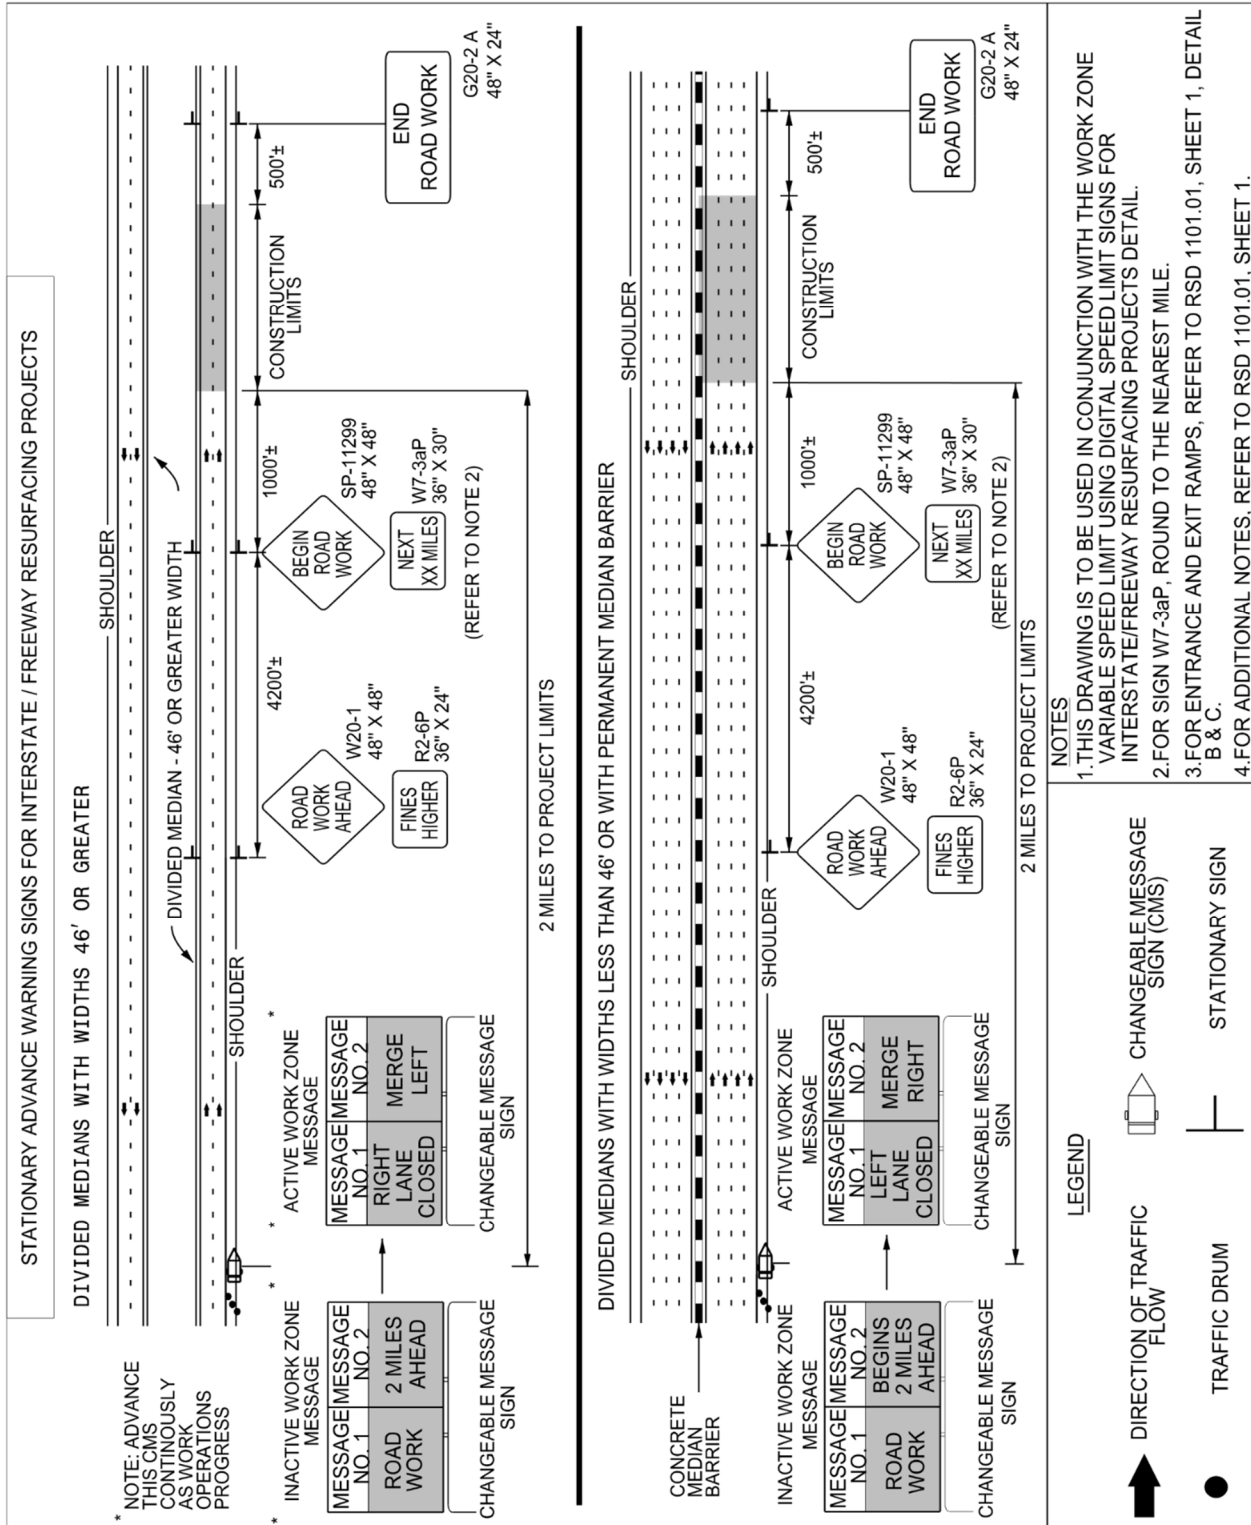 STATIONARY ADVANCE WARNING SIGNS FOR INTERSTATE / FREEWAY RESURFACING PROJECTS
DIVIDED MEDIANS WITH WIDTHS 46' OR GREATER
* NOTE: ADVANCE
THIS CMS
CONTINOUSLY
AS WORK
OPERATIONS
PROGRESS
SHOULDER
DIVIDED MEDIAN - 46' OR GREATER WIDTH
SHOULDER
4200'±
1000'±
CONSTRUCTION
LIMITS
500'±
* INACTIVE WORK ZONE *
MESSAGE
MESSAGE NO. 1
MESSAGE NO. 2
ROAD
WORK
2 MILES
AHEAD
CHANGEABLE MESSAGE
SIGN
* ACTIVE WORK ZONE *
MESSAGE
MESSAGE NO. 1
MESSAGE NO. 2
RIGHT
LANE
CLOSED
MERGE
LEFT
CHANGEABLE MESSAGE
SIGN
ROAD
WORK
AHEAD
W20-1
48" X 48"
FINES
HIGHER
R2-6P
36" X 24"
BEGIN
ROAD
WORK
SP-11299
48" X 48"
NEXT
XX MILES
W7-3aP
36" X 30"
(REFER TO NOTE 2)
END
ROAD WORK
G20-2 A
48" X 24"
2 MILES TO PROJECT LIMITS
DIVIDED MEDIANS WITH WIDTHS LESS THAN 46' OR WITH PERMANENT MEDIAN BARRIER
SHOULDER
CONCRETE
MEDIAN
BARRIER
SHOULDER
4200'±
1000'±
CONSTRUCTION
LIMITS
500'±
INACTIVE WORK ZONE
MESSAGE
MESSAGE NO. 1
MESSAGE NO. 2
ROAD
WORK
BEGINS
2 MILES
AHEAD
CHANGEABLE MESSAGE
SIGN
ACTIVE WORK ZONE
MESSAGE
MESSAGE NO. 1
MESSAGE NO. 2
LEFT
LANE
CLOSED
MERGE
RIGHT
CHANGEABLE MESSAGE
SIGN
ROAD
WORK
AHEAD
W20-1
48" X 48"
FINES
HIGHER
R2-6P
36" X 24"
BEGIN
ROAD
WORK
SP-11299
48" X 48"
NEXT
XX MILES
W7-3aP
36" X 30"
(REFER TO NOTE 2)
END
ROAD WORK
G20-2 A
48" X 24"
2 MILES TO PROJECT LIMITS
LEGEND
DIRECTION OF TRAFFIC
FLOW
CHANGEABLE MESSAGE
SIGN (CMS)
TRAFFIC DRUM
STATIONARY SIGN
NOTES
1.THIS DRAWING IS TO BE USED IN CONJUNCTION WITH THE WORK ZONE
VARIABLE SPEED LIMIT USING DIGITAL SPEED LIMIT SIGNS FOR
INTERSTATE/FREEWAY RESURFACING PROJECTS DETAIL.
2.FOR SIGN W7-3aP, ROUND TO THE NEAREST MILE.
3.FOR ENTRANCE AND EXIT RAMPS, REFER TO RSD 1101.01, SHEET 1, DETAIL
B & C.
4.FOR ADDITIONAL NOTES, REFER TO RSD 1101.01, SHEET 1.